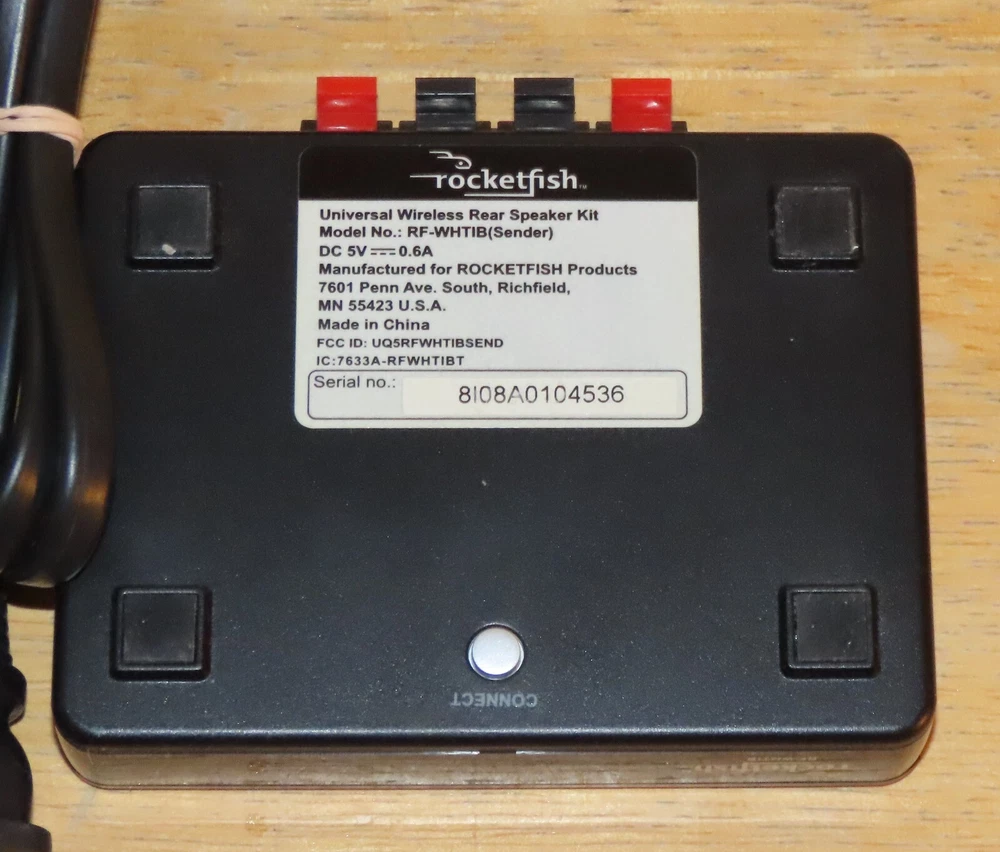 rocketfish™
Universal Wireless Rear Speaker Kit
Model No.: RF-WHTIB(Sender)
DC 5V ⎓ 0.6A
Manufactured for ROCKETFISH Products
7601 Penn Ave. South, Richfield,
MN 55423 U.S.A.
Made in China
FCC ID: UQ5RFWHTIBSEND
IC:7633A-RFWHTIBT
Serial no.: 8I08A0104536
CONNECT
rocketfish